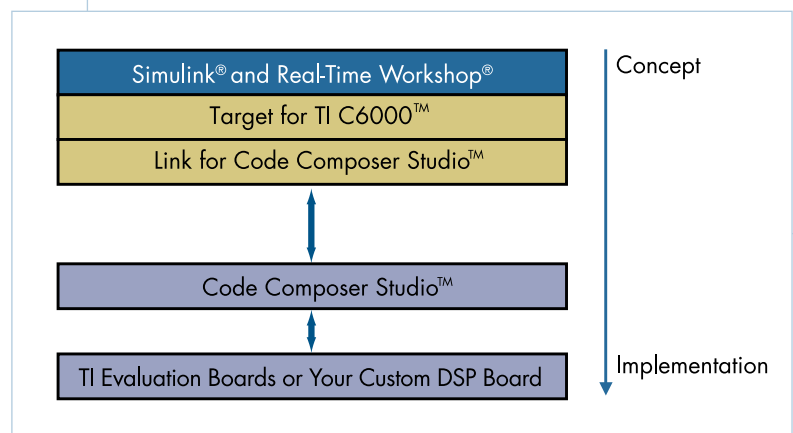 Simulink® and Real-Time Workshop®
Concept
Target for TI C6000™
Link for Code Composer Studio™
Code Composer Studio™
Implementation
TI Evaluation Boards or Your Custom DSP Board